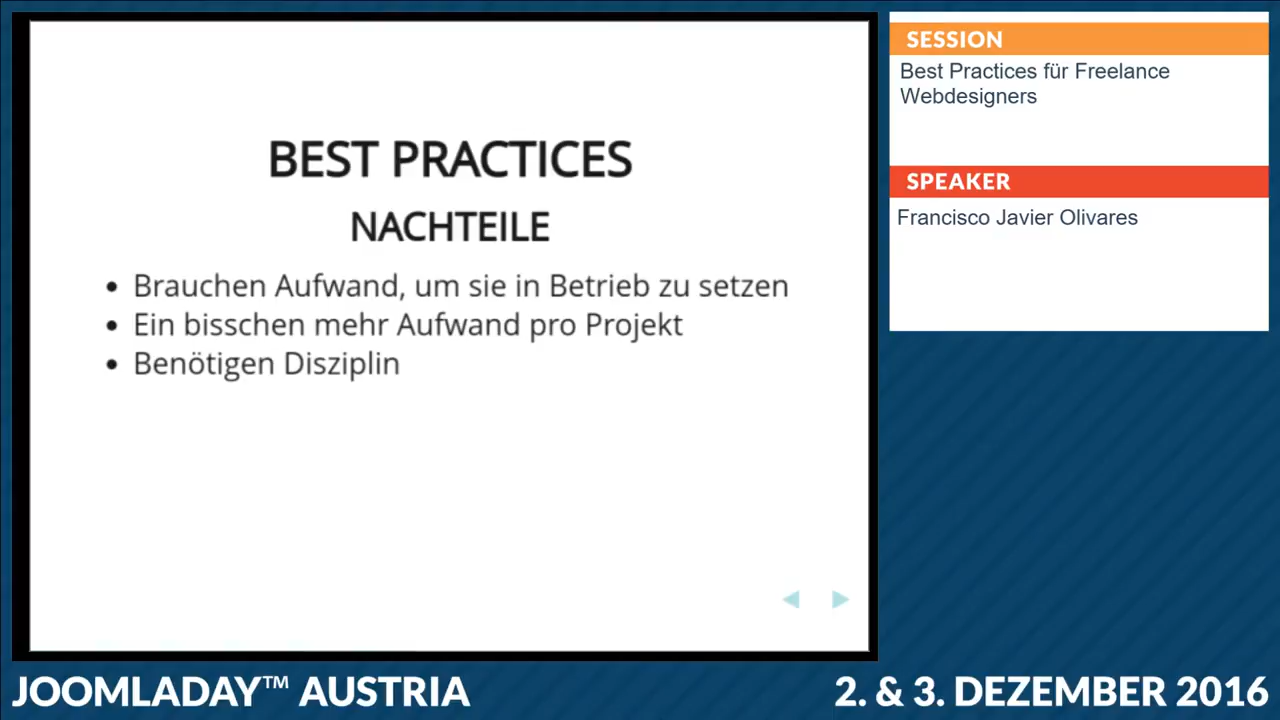 BEST PRACTICES
NACHTEILE
• Brauchen Aufwand, um sie in Betrieb zu setzen
• Ein bisschen mehr Aufwand pro Projekt
• Benötigen Disziplin
SESSION
Best Practices für Freelance
Webdesigners
SPEAKER
Francisco Javier Olivares
JOOMLADAY™ AUSTRIA
2. & 3. DEZEMBER 2016